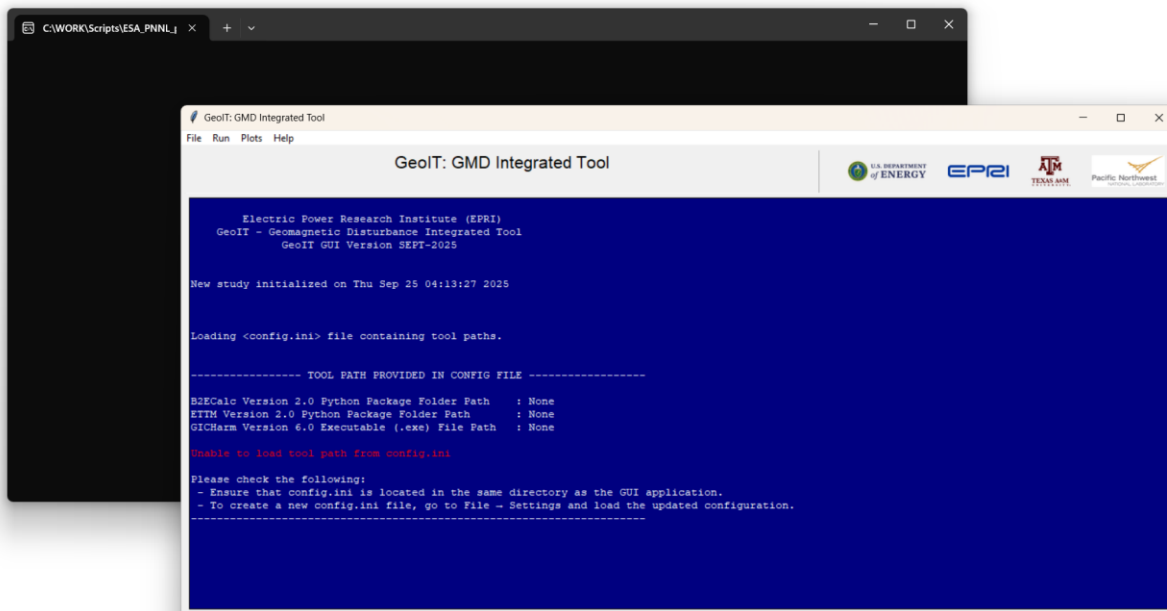 C:\WORK\Scripts\ESA_PNNL_p
GeoIT: GMD Integrated Tool
File Run Plots Help
GeoIT: GMD Integrated Tool
U.S. DEPARTMENT
of ENERGY
EPRI
TEXAS A&M
UNIVERSITY
Pacific Northwest
NATIONAL LABORATORY
Electric Power Research Institute (EPRI)
GeoIT - Geomagnetic Disturbance Integrated Tool
GeoIT GUI Version SEPT-2025
New study initialized on Thu Sep 25 04:13:27 2025
Loading <config.ini> file containing tool paths.
----------------- TOOL PATH PROVIDED IN CONFIG FILE ------------------
B2ECalc Version 2.0 Python Package Folder Path : None
ETTM Version 2.0 Python Package Folder Path : None
GICHarm Version 6.0 Executable (.exe) File Path : None
Unable to load tool path from config.ini
Please check the following:
- Ensure that config.ini is located in the same directory as the GUI application.
- To create a new config.ini file, go to File → Settings and load the updated configuration.
----------------------------------------------------------------------